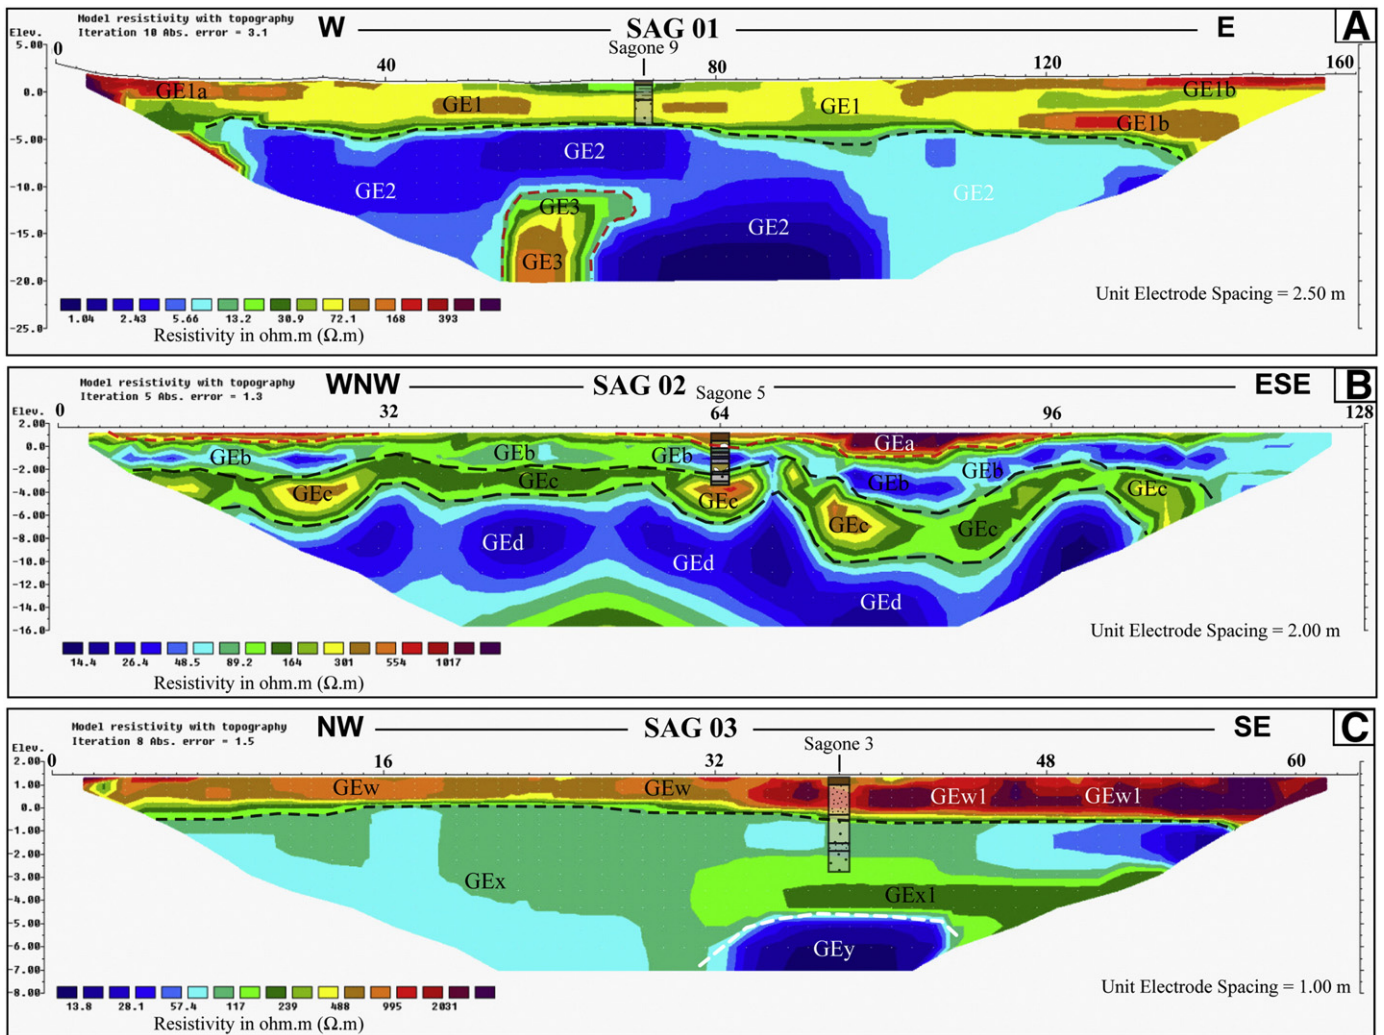 Model resistivity with topography
Iteration 10 Abs. error = 3.1
W SAG 01 E A
Elev. Sagone 9
5.00 0 40 80 120 160
0.0
-5.00
-10.0
-15.0
-20.0
-25.0
GE1a GE1 GE1 GE1b
GE1b
GE2
GE2 GE2
GE3 GE2
GE3
Unit Electrode Spacing = 2.50 m
1.04 2.43 5.66 13.2 30.9 72.1 168 393
Resistivity in ohm.m (Ω.m)
Model resistivity with topography
Iteration 5 Abs. error = 1.3
WNW SAG 02 ESE B
Sagone 5
Elev. 0 32 64 96 128
2.00
0.0
-2.00
-4.00
-6.00
-8.00
-10.0
-12.0
-14.0
-16.0
GEa
GEb GEb GEb GEb
GEb
GEc GEc GEc GEc
GEc GEc
GEd GEd
GEd
Unit Electrode Spacing = 2.00 m
14.4 26.4 48.5 89.2 164 301 554 1017
Resistivity in ohm.m (Ω.m)
Model resistivity with topography
Iteration 8 Abs. error = 1.5
NW SAG 03 SE C
Sagone 3
Elev.
2.00 0 16 32 48 60
1.00
0.0
-1.00
-2.00
-3.00
-4.00
-5.00
-6.00
-7.00
-8.00
GEw GEw GEw1 GEw1
GEx GEx1
GEy
Unit Electrode Spacing = 1.00 m
13.8 28.1 57.4 117 239 488 995 2031
Resistivity in ohm.m (Ω.m)